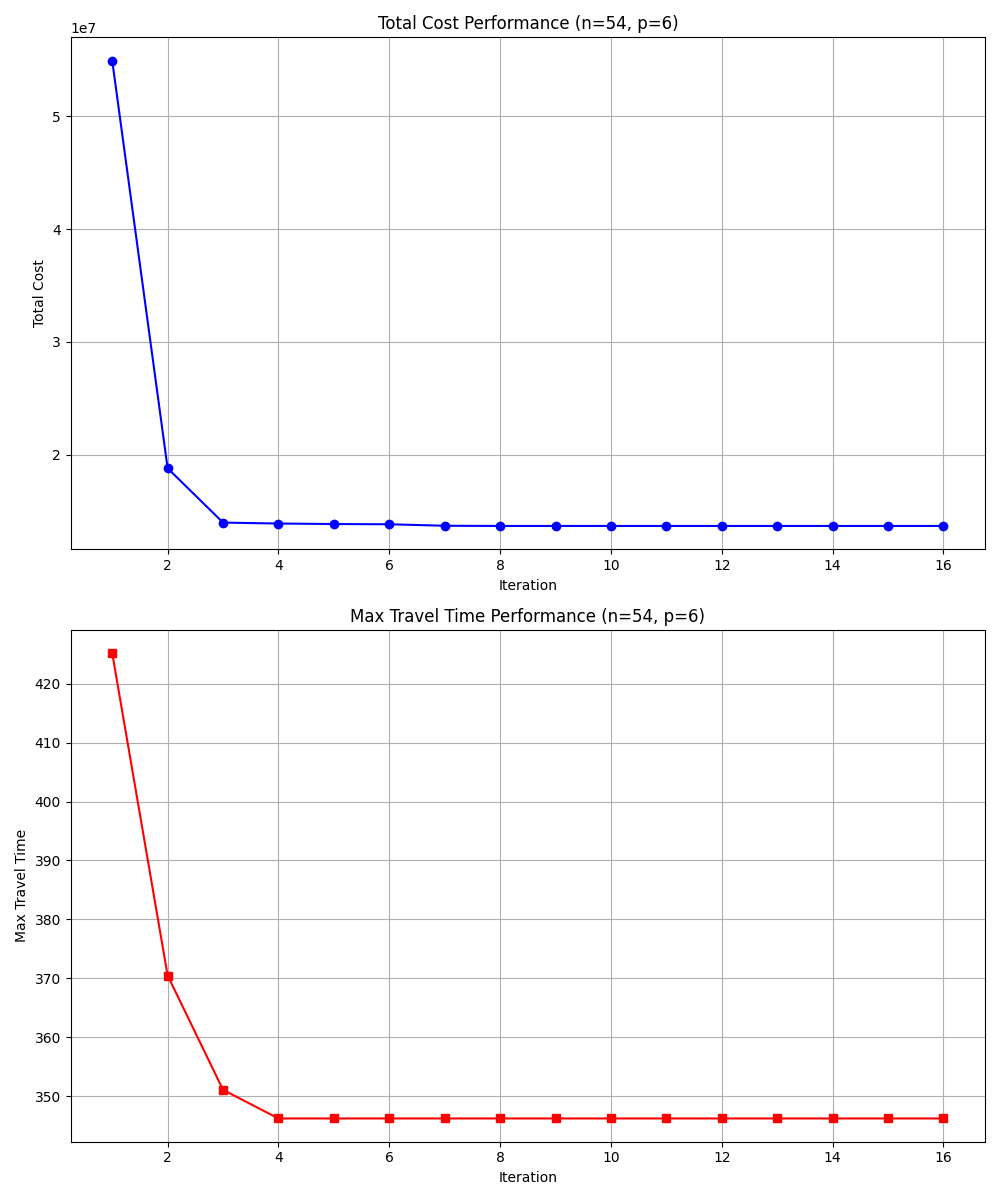 Total Cost Performance (n=54, p=6)
1e7
5
4
3
2
Total Cost
2 4 6 8 10 12 14 16
Iteration
Max Travel Time Performance (n=54, p=6)
420
410
400
390
380
370
360
350
Max Travel Time
2 4 6 8 10 12 14 16
Iteration